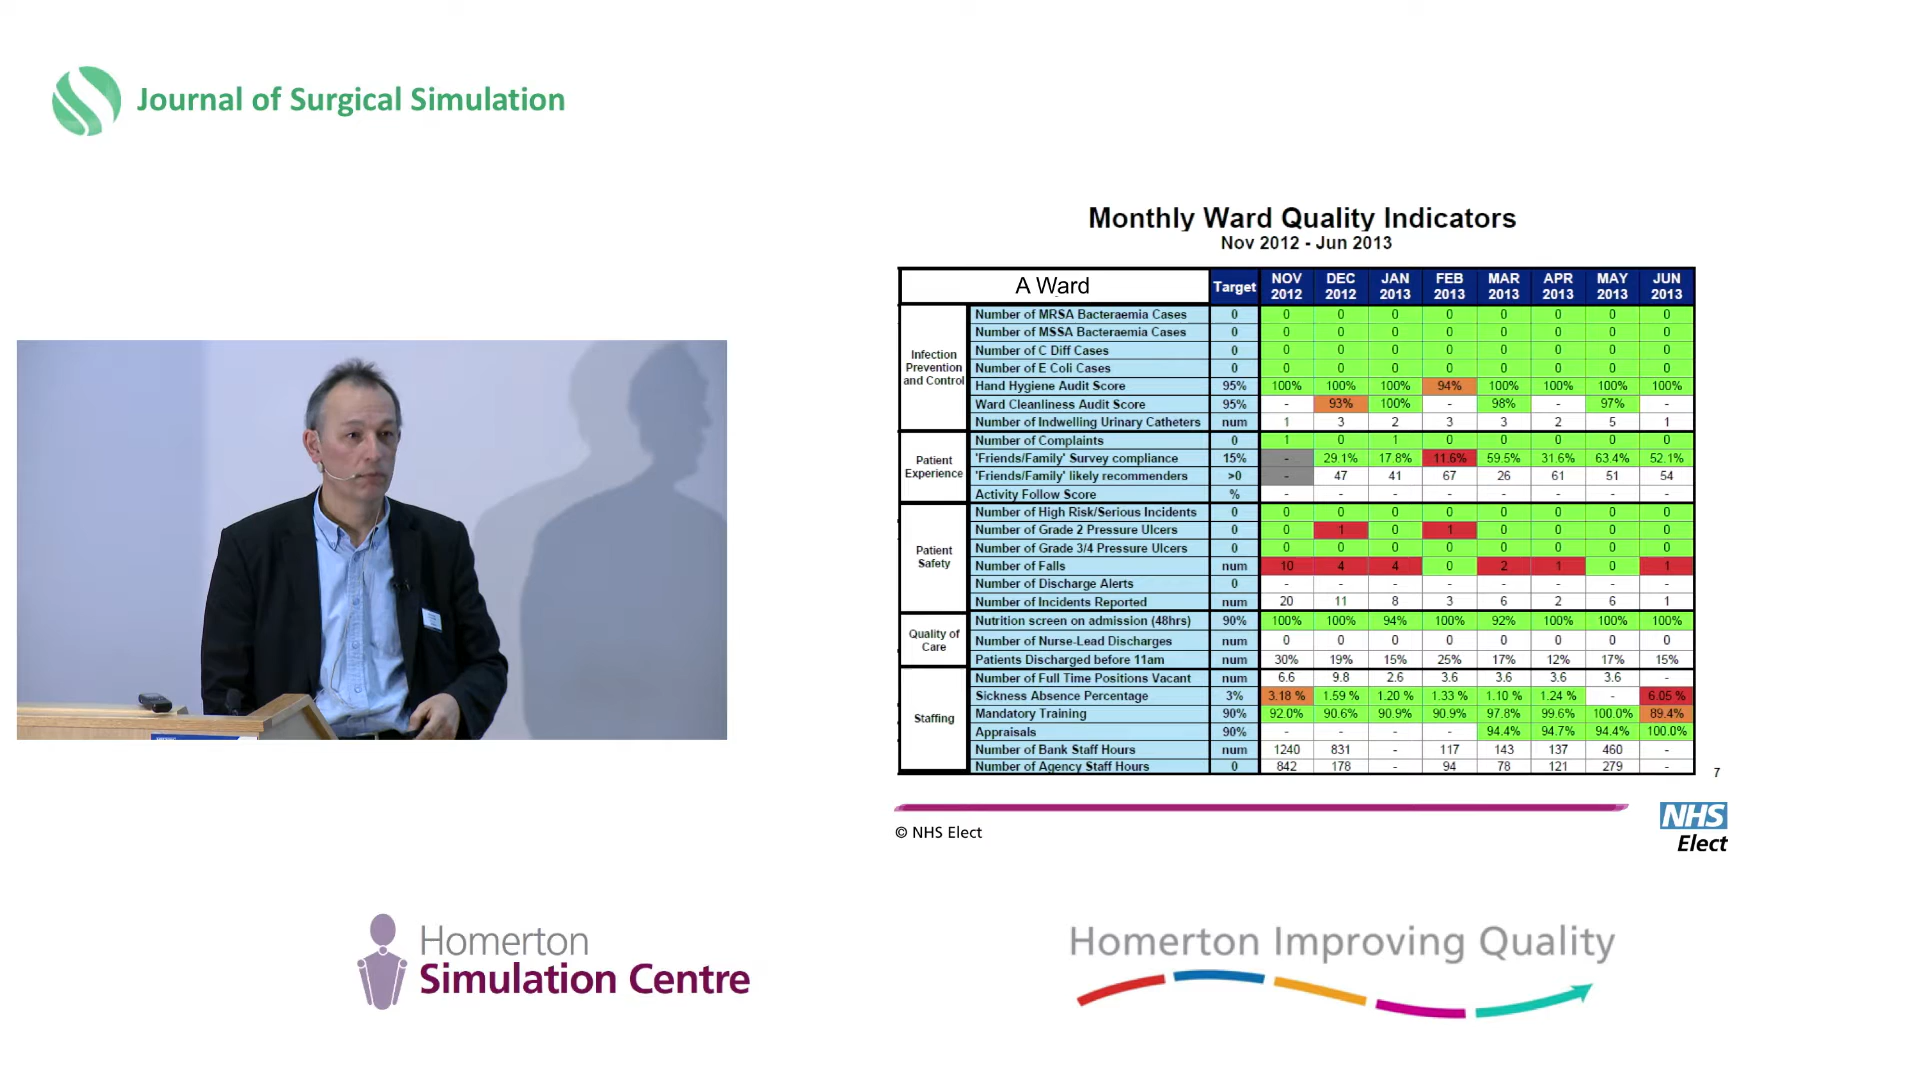 Journal of Surgical Simulation
Monthly Ward Quality Indicators
Nov 2012 - Jun 2013
A Ward Target NOV 2012 DEC 2012 JAN 2013 FEB 2013 MAR 2013 APR 2013 MAY 2013 JUN 2013
Infection Prevention and Control
Number of MRSA Bacteraemia Cases 0 0 0 0 0 0 0 0 0
Number of MSSA Bacteraemia Cases 0 0 0 0 0 0 0 0 0
Number of C Diff Cases 0 0 0 0 0 0 0 0 0
Number of E Coli Cases 0 0 0 0 0 0 0 0 0
Hand Hygiene Audit Score 95% 100% 100% 100% 94% 100% 100% 100% 100%
Ward Cleanliness Audit Score 95% - 93% 100% - 98% - 97% -
Number of Indwelling Urinary Catheters num 1 3 2 3 3 2 5 1
Patient Experience
Number of Complaints 0 1 0 1 0 0 0 0 0
'Friends/Family' Survey compliance 15% - 29.1% 17.8% 11.6% 59.5% 31.6% 63.4% 52.1%
'Friends/Family' likely recommenders >0 - 47 41 67 26 61 51 54
Activity Follow Score % - - - - - - - -
Patient Safety
Number of High Risk/Serious Incidents 0 0 0 0 0 0 0 0 0
Number of Grade 2 Pressure Ulcers 0 0 1 0 1 0 0 0 0
Number of Grade 3/4 Pressure Ulcers 0 0 0 0 0 0 0 0 0
Number of Falls num 10 4 4 0 2 1 0 1
Number of Discharge Alerts 0 - - - - - - - -
Number of Incidents Reported num 20 11 8 3 6 2 6 1
Quality of Care
Nutrition screen on admission (48hrs) 90% 100% 100% 94% 100% 92% 100% 100% 100%
Number of Nurse-Lead Discharges num 0 0 0 0 0 0 0 0
Patients Discharged before 11am num 30% 19% 15% 25% 17% 12% 17% 15%
Staffing
Number of Full Time Positions Vacant num 6.6 9.8 2.6 3.6 3.6 3.6 3.6 -
Sickness Absence Percentage 3% 3.18 % 1.59 % 1.20 % 1.33 % 1.10 % 1.24 % - 6.05 %
Mandatory Training 90% 92.0% 90.6% 90.9% 90.9% 97.8% 99.6% 100.0% 89.4%
Appraisals 90% - - - - 94.4% 94.7% 94.4% 100.0%
Number of Bank Staff Hours num 1240 831 - 117 143 137 460 -
Number of Agency Staff Hours 0 842 178 - 94 78 121 279 -
7
© NHS Elect
NHS
Elect
Homerton
Simulation Centre
Homerton Improving Quality